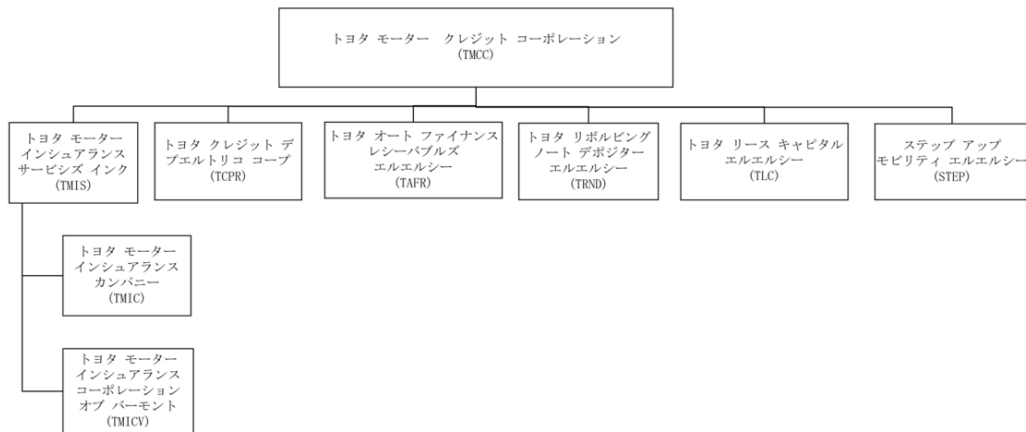 トヨタ モーター クレジット コーポレーション
(TMCC)
トヨタ モーター
インシュアランス
サービシズ インク
(TMIS)
トヨタ クレジット デ
プエルトリコ コープ
(TCPR)
トヨタ オート ファイナンス
レシーバブルズ
エルエルシー
(TAFR)
トヨタ リボルビング
ノート デポジター
エルエルシー
(TRND)
トヨタ リース キャピタル
エルエルシー
(TLC)
ステップ アップ
モビリティ エルエルシー
(STEP)
トヨタ モーター
インシュアランス
カンパニー
(TMIC)
トヨタ モーター
インシュアランス
コーポレーション
オブ バーモント
(TMICV)